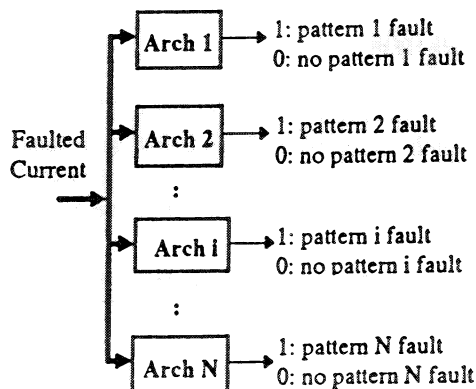 Arch 1
1: pattern 1 fault
0: no pattern 1 fault
Faulted
Current
Arch 2
1: pattern 2 fault
0: no pattern 2 fault
:
Arch i
1: pattern i fault
0: no pattern i fault
:
Arch N
1: pattern N fault
0: no pattern N fault